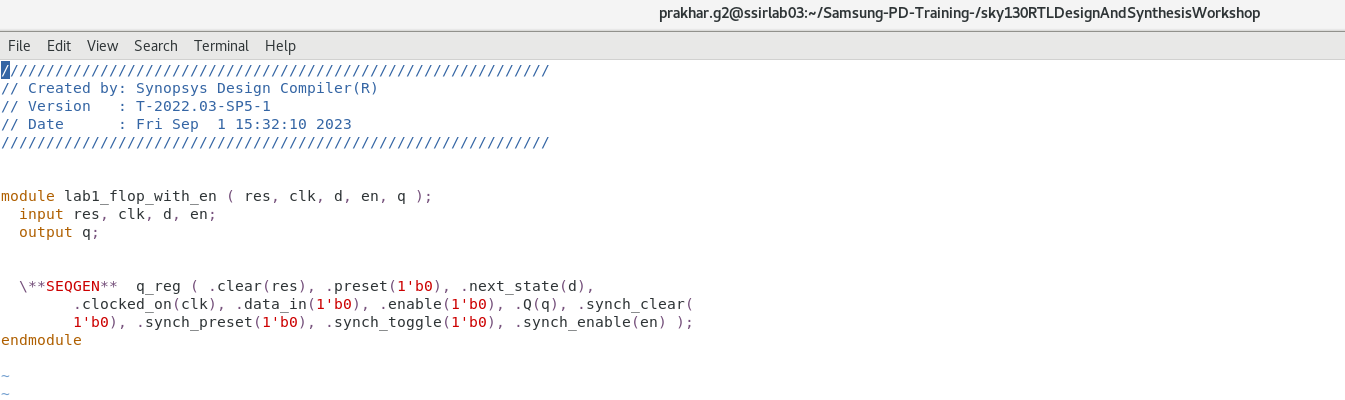 prakhar.g2@ssirlab03:~/Samsung-PD-Training-/sky130RTLDesignAndSynthesisWorkshop
File Edit View Search Terminal Help
/////////////////////////////////////////////////////////////
// Created by: Synopsys Design Compiler(R)
// Version   : T-2022.03-SP5-1
// Date      : Fri Sep  1 15:32:10 2023
/////////////////////////////////////////////////////////////
module lab1_flop_with_en ( res, clk, d, en, q );
  input res, clk, d, en;
  output q;
  \**SEQGEN**  q_reg ( .clear(res), .preset(1'b0), .next_state(d),
        .clocked_on(clk), .data_in(1'b0), .enable(1'b0), .Q(q), .synch_clear(
        1'b0), .synch_preset(1'b0), .synch_toggle(1'b0), .synch_enable(en) );
endmodule
~
~